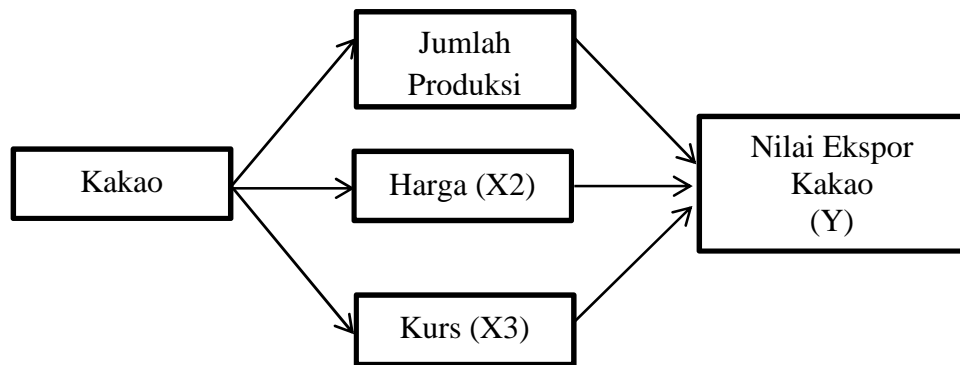 Jumlah
Produksi
Kakao
Harga (X2)
Nilai Ekspor
Kakao
(Y)
Kurs (X3)